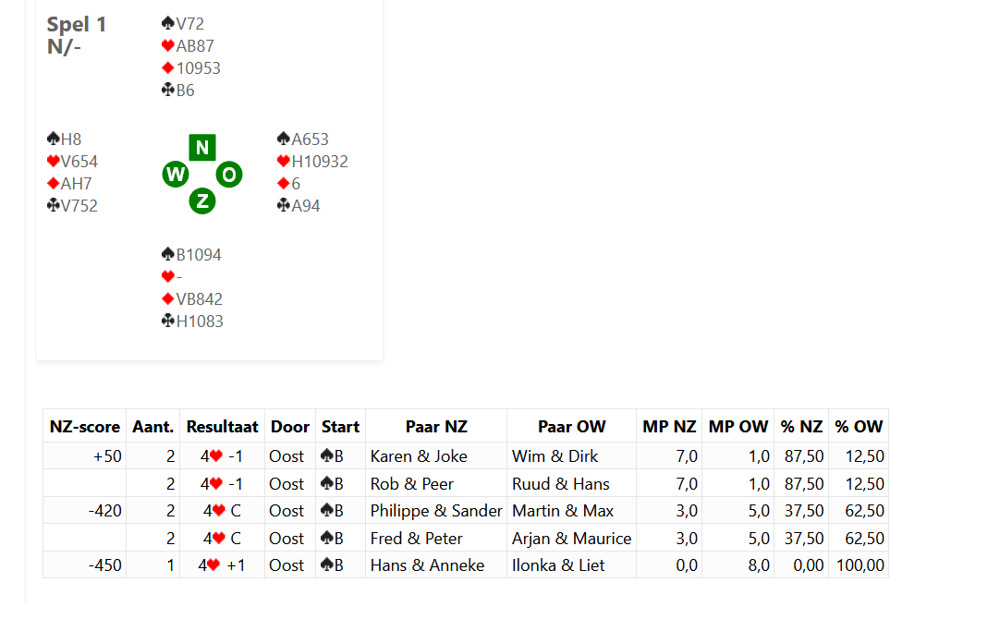 Spel 1
N/-
♠V72
♥AB87
♦10953
♣B6
♠H8
♥V654
♦AH7
♣V752
N
W O
Z
♠A653
♥H10932
♦6
♣A94
♠B1094
♥-
♦VB842
♣H1083
NZ-score Aant. Resultaat Door Start Paar NZ Paar OW MP NZ MP OW % NZ % OW
+50 2 4♥ -1 Oost ♠B Karen & Joke Wim & Dirk 7,0 1,0 87,50 12,50
2 4♥ -1 Oost ♠B Rob & Peer Ruud & Hans 7,0 1,0 87,50 12,50
-420 2 4♥ C Oost ♠B Philippe & Sander Martin & Max 3,0 5,0 37,50 62,50
2 4♥ C Oost ♠B Fred & Peter Arjan & Maurice 3,0 5,0 37,50 62,50
-450 1 4♥ +1 Oost ♠B Hans & Anneke Ilonka & Liet 0,0 8,0 0,00 100,00